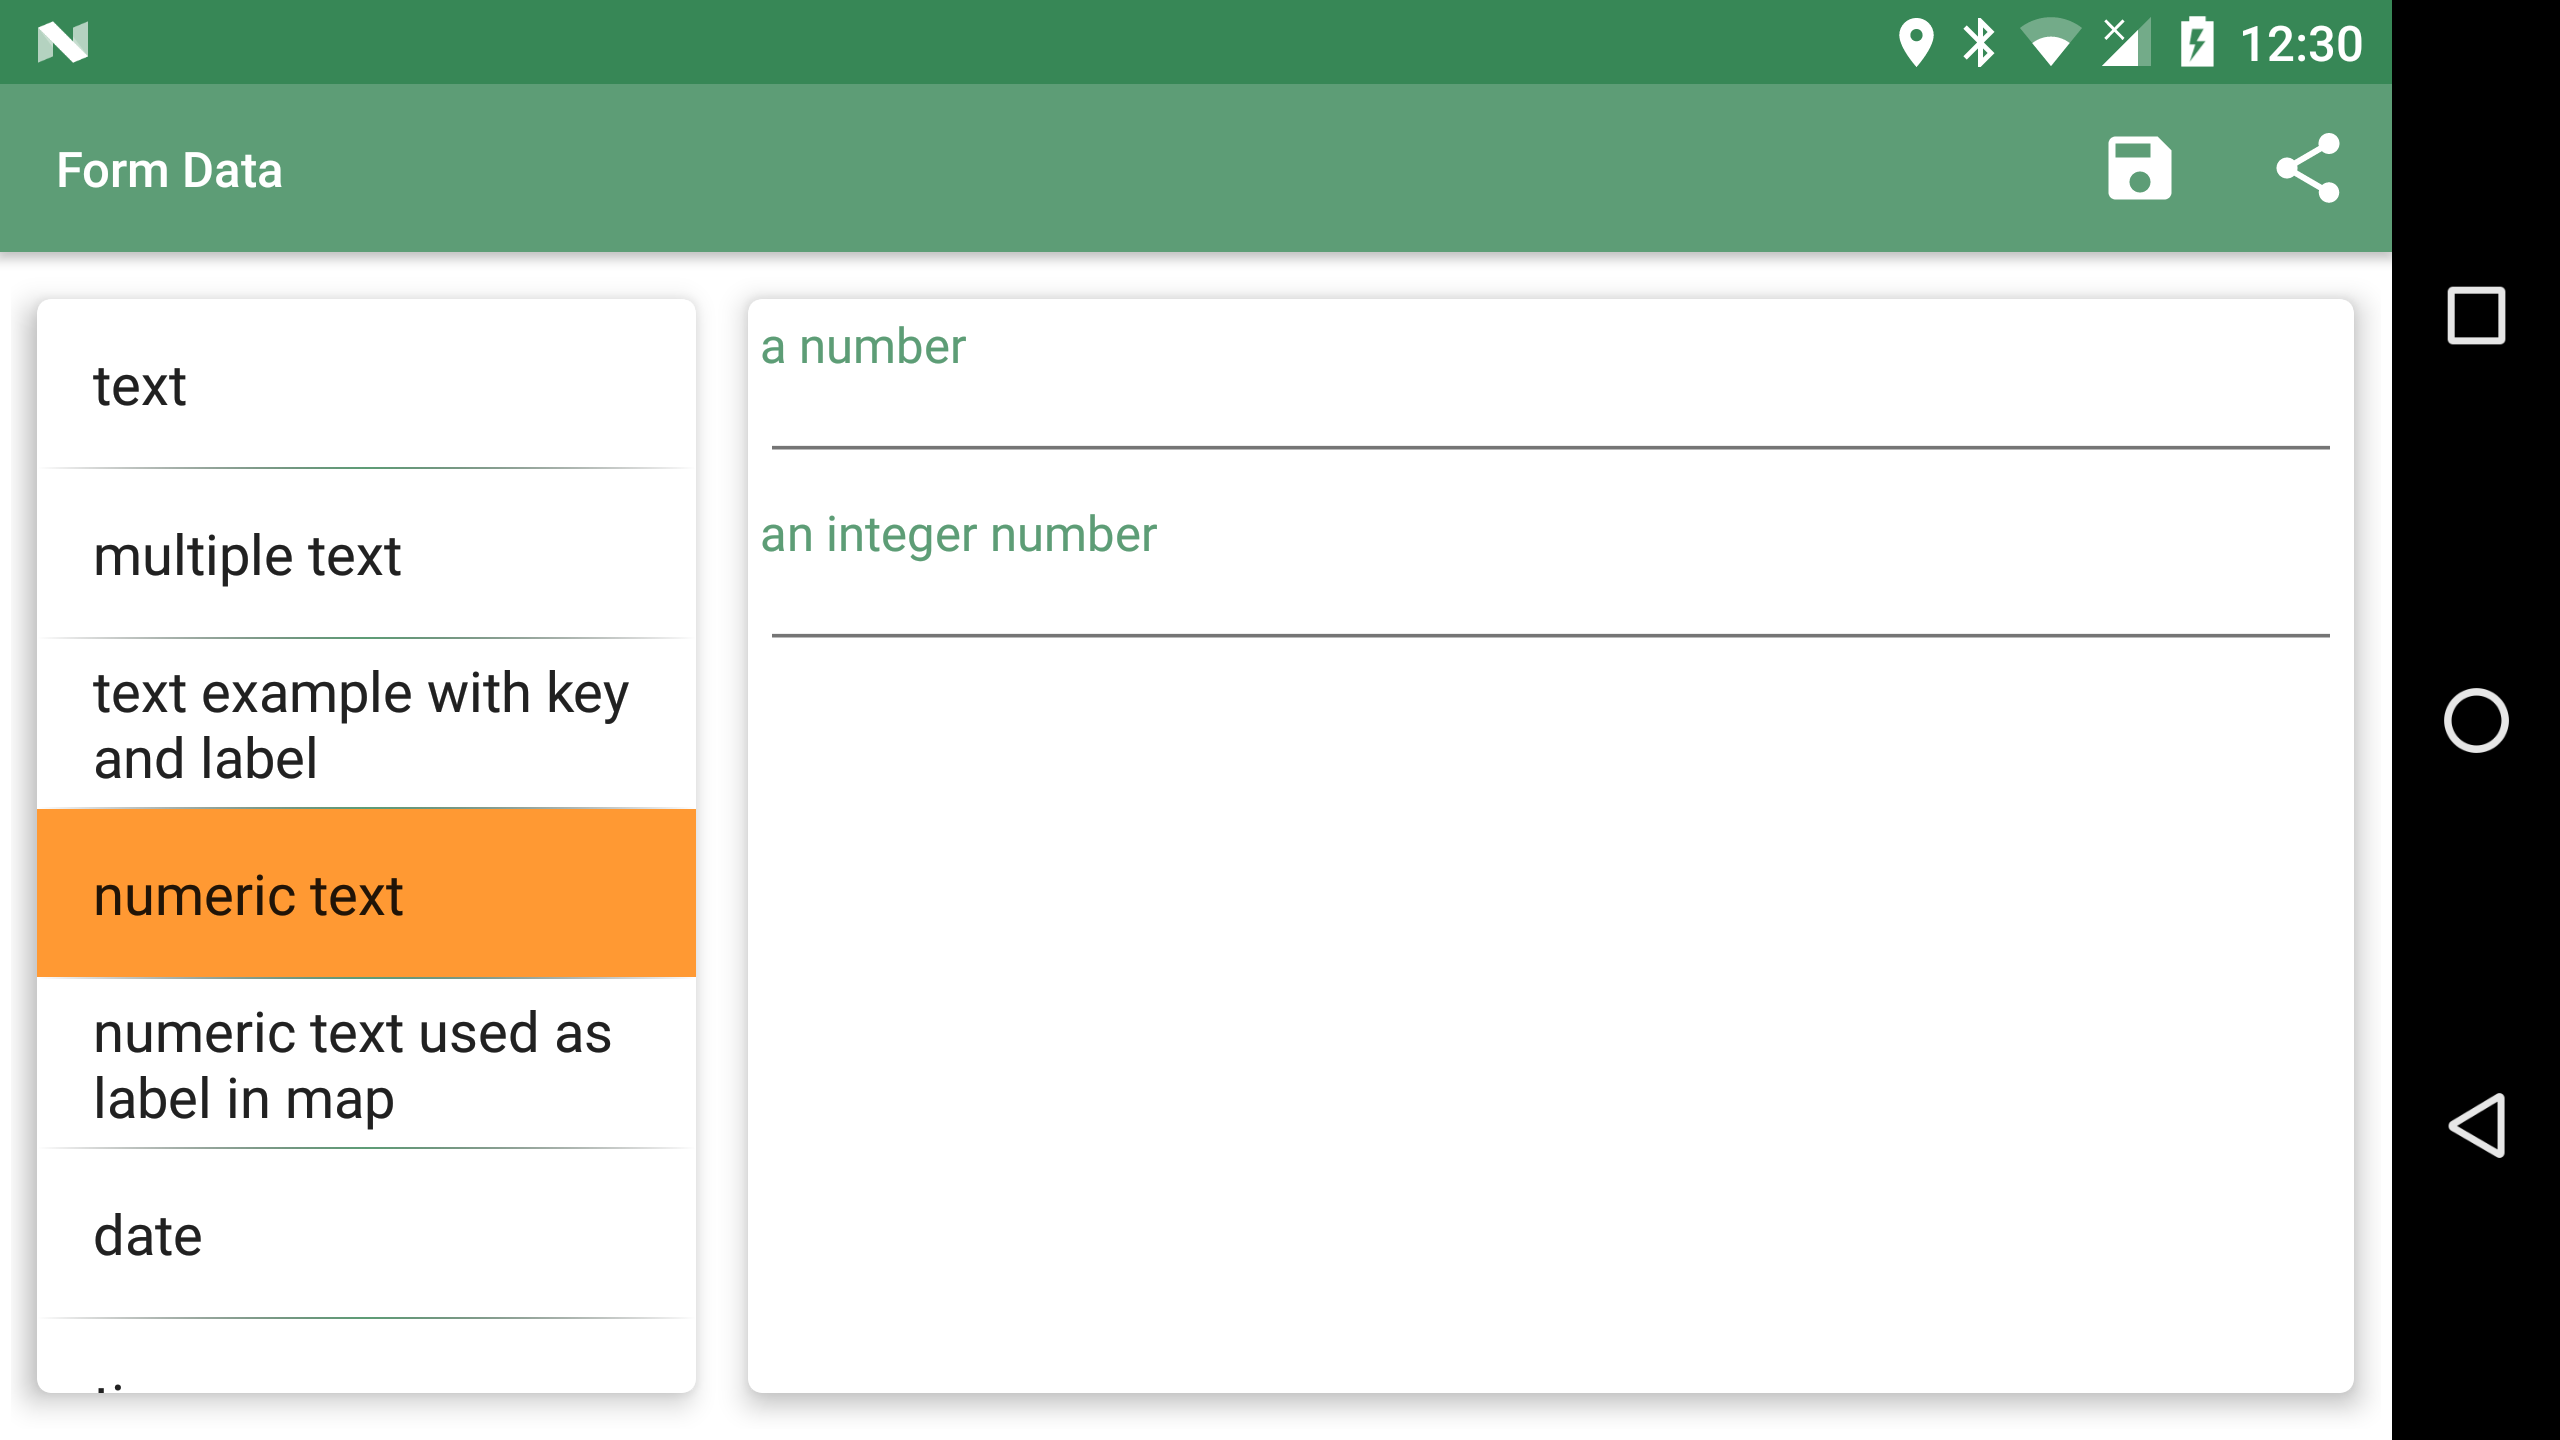 12:30
Form Data
text
multiple text
text example with key
and label
numeric text
numeric text used as
label in map
date
a number
an integer number